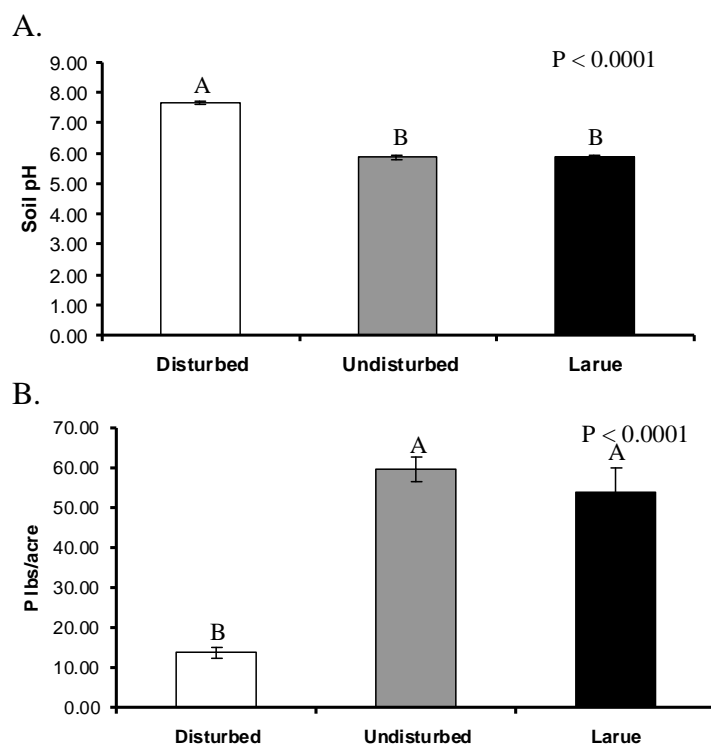 A.
P < 0.0001
9.00
8.00
7.00
6.00
5.00
4.00
3.00
2.00
1.00
0.00
Soil pH
A
B
B
Disturbed Undisturbed Larue
B.
P < 0.0001
70.00
60.00
50.00
40.00
30.00
20.00
10.00
0.00
P lbs/acre
B
A
A
Disturbed Undisturbed Larue